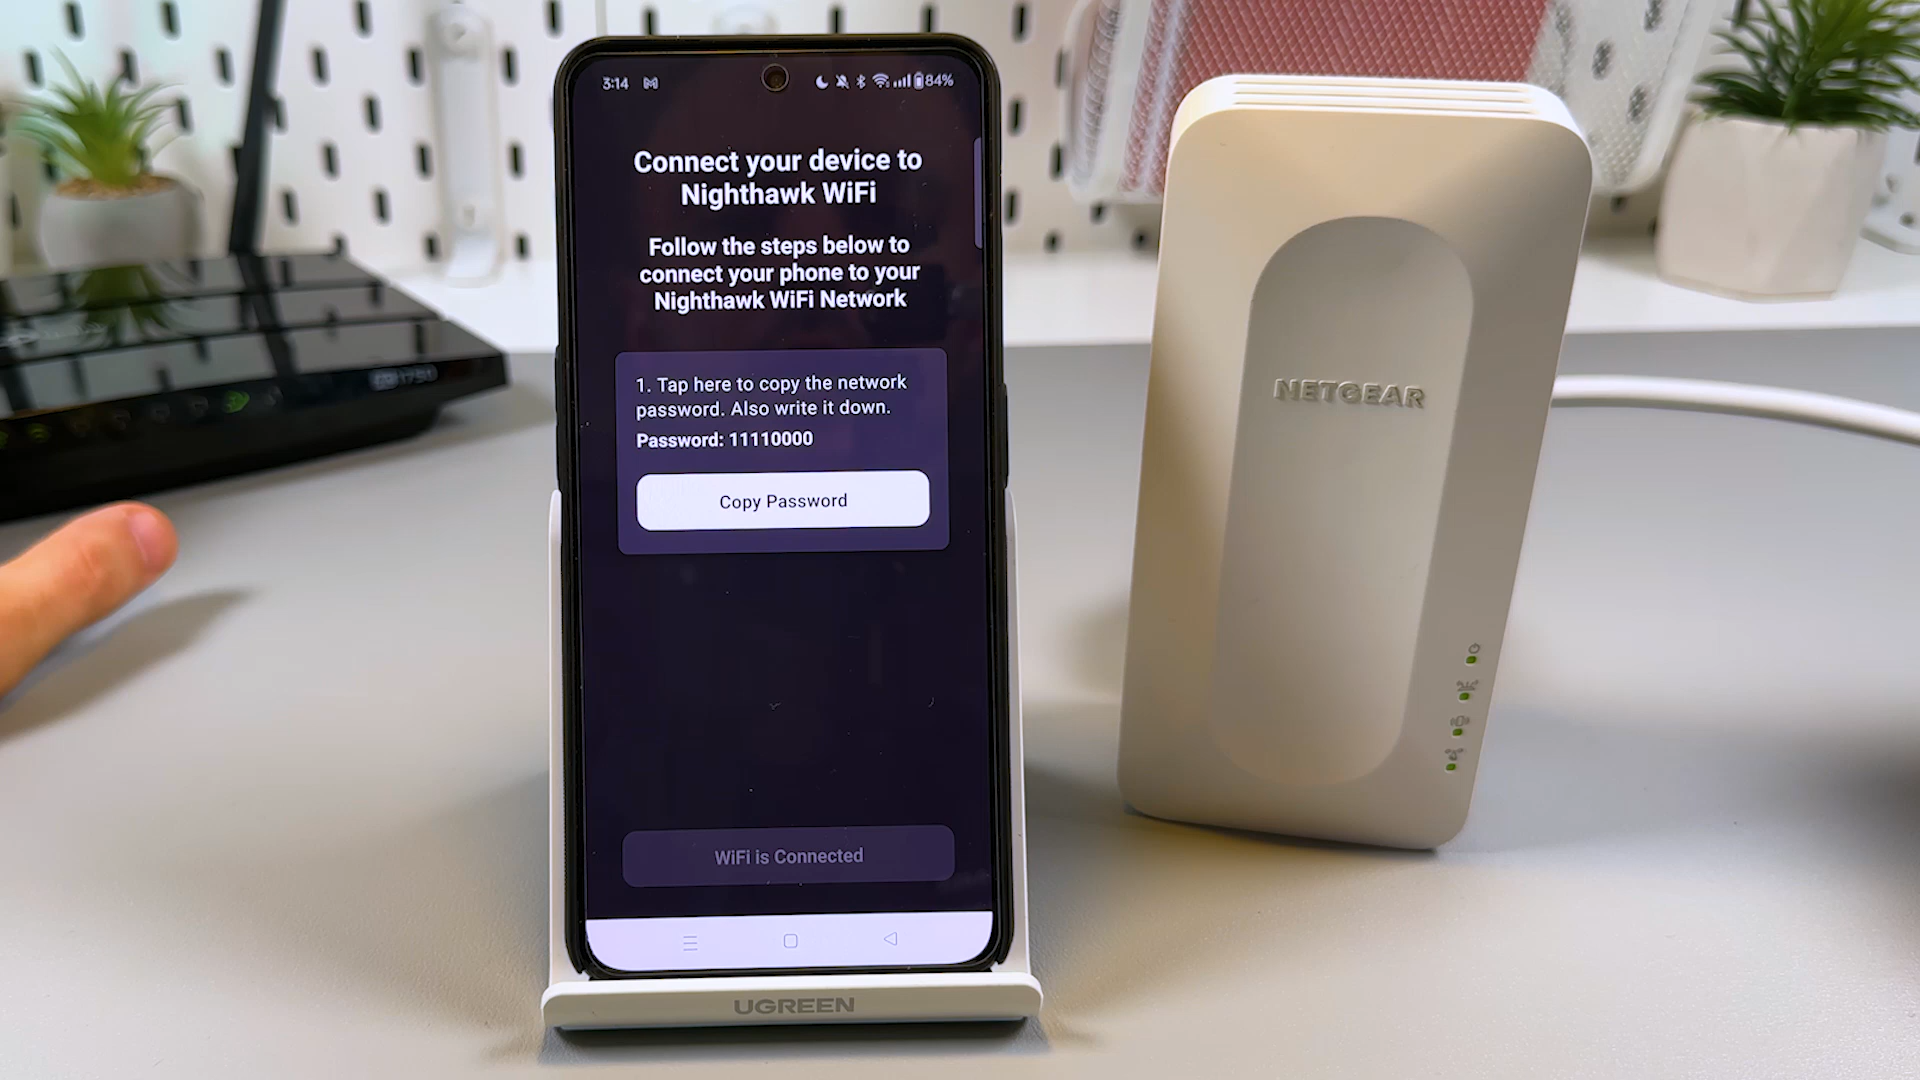 3:14
84%
Connect your device to
Nighthawk WiFi
Follow the steps below to
connect your phone to your
Nighthawk WiFi Network
1. Tap here to copy the network
password. Also write it down.
Password: 11110000
Copy Password
WiFi is Connected
UGREEN
NETGEAR